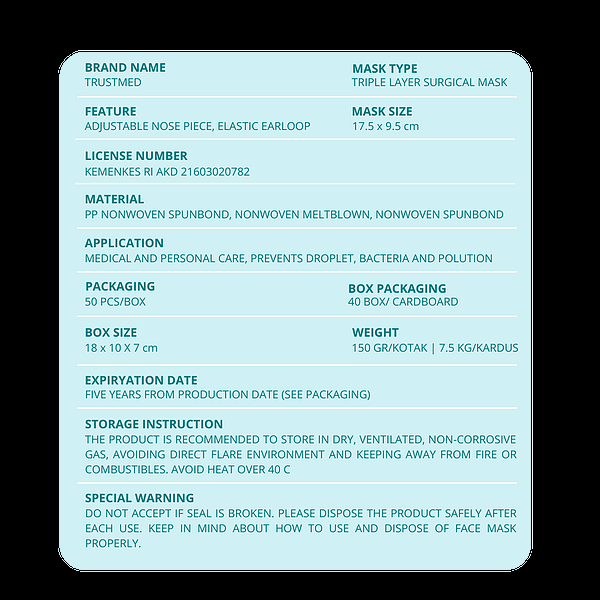 BRAND NAME
TRUSTMED
MASK TYPE
TRIPLE LAYER SURGICAL MASK
FEATURE
ADJUSTABLE NOSE PIECE, ELASTIC EARLOOP
MASK SIZE
17.5 x 9.5 cm
LICENSE NUMBER
KEMENKES RI AKD 21603020782
MATERIAL
PP NONWOVEN SPUNBOND, NONWOVEN MELTBLOWN, NONWOVEN SPUNBOND
APPLICATION
MEDICAL AND PERSONAL CARE, PREVENTS DROPLET, BACTERIA AND POLUTION
PACKAGING
50 PCS/BOX
BOX PACKAGING
40 BOX/ CARDBOARD
BOX SIZE
18 x 10 X 7 cm
WEIGHT
150 GR/KOTAK | 7.5 KG/KARDUS
EXPIRYATION DATE
FIVE YEARS FROM PRODUCTION DATE (SEE PACKAGING)
STORAGE INSTRUCTION
THE PRODUCT IS RECOMMENDED TO STORE IN DRY, VENTILATED, NON-CORROSIVE
GAS, AVOIDING DIRECT FLARE ENVIRONMENT AND KEEPING AWAY FROM FIRE OR
COMBUSTIBLES. AVOID HEAT OVER 40 C
SPECIAL WARNING
DO NOT ACCEPT IF SEAL IS BROKEN. PLEASE DISPOSE THE PRODUCT SAFELY AFTER
EACH USE. KEEP IN MIND ABOUT HOW TO USE AND DISPOSE OF FACE MASK
PROPERLY.